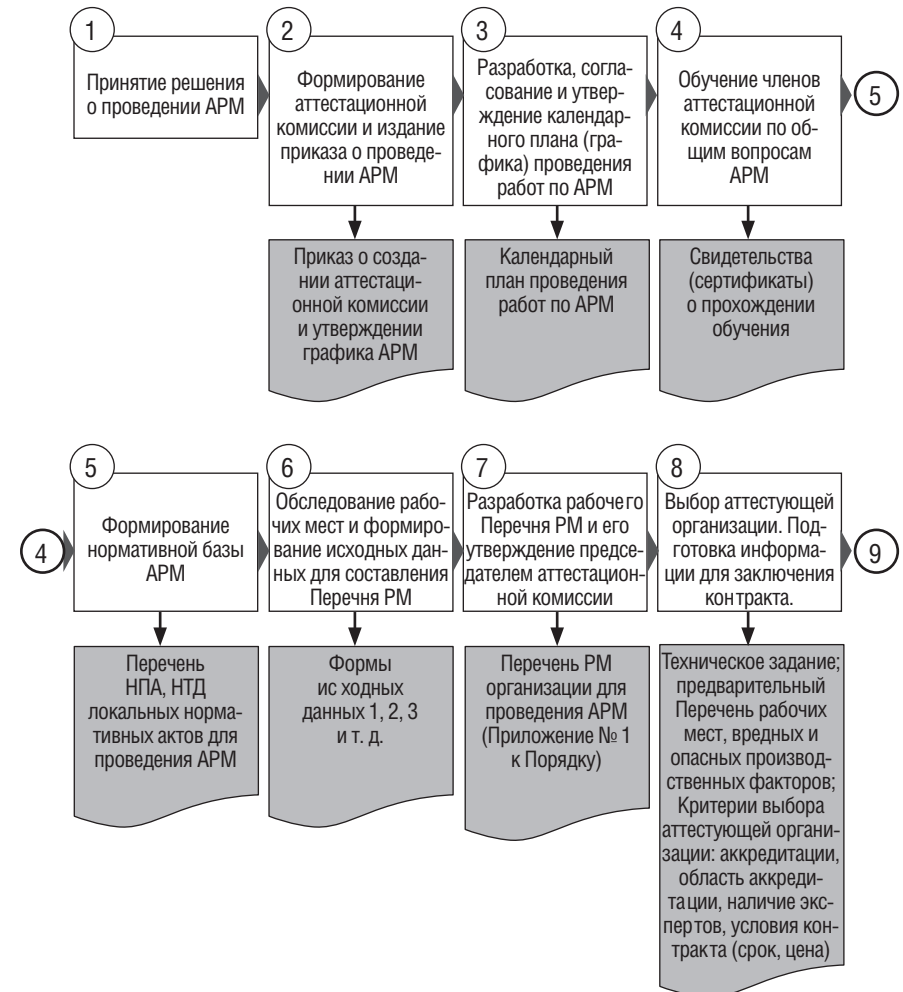 1
Принятие решения
о проведении АРМ
2
Формирование
аттестационной
комиссии и издание
приказа о проведе-
нии АРМ
3
Разработка, согла-
сование и утвер-
ждение календар-
ного плана (гра-
фика) проведения
работ по АРМ
4
Обучение членов
аттестационной
комиссии по об-
щим вопросам
АРМ
5
Приказ о созда-
нии аттестаци-
онной комиссии
и утверждении
графика АРМ
Календарный
план проведения
работ по АРМ
Свидетельства
(сертификаты)
о прохождении
обучения
4
5
Формирование
нормативной базы
АРМ
6
Обследование рабо-
чих мест и формиро-
вание исходных дан-
ных для составления
Перечня РМ
7
Разработка рабочего
Перечня РМ и его
утверждение предсе-
дателем аттестацион-
ной комиссии
8
Выбор аттестующей
организации. Под-
готовка информа-
ции для заключения
контракта.
9
Перечень
НПА, НТД
локальных норма-
тивных актов для
проведения АРМ
Формы
ис ходных
данных 1, 2, 3
и т. д.
Перечень РМ
организации для
проведения АРМ
(Приложение № 1
к Порядку)
Техническое задание;
предварительный
Перечень рабочих
мест, вредных и
опасных производ-
ственных факторов;
Критерии выбора
аттестующей органи-
зации: аккредитации,
область аккреди-
тации, наличие экс-
пертов, условия кон-
тракта (срок, цена)